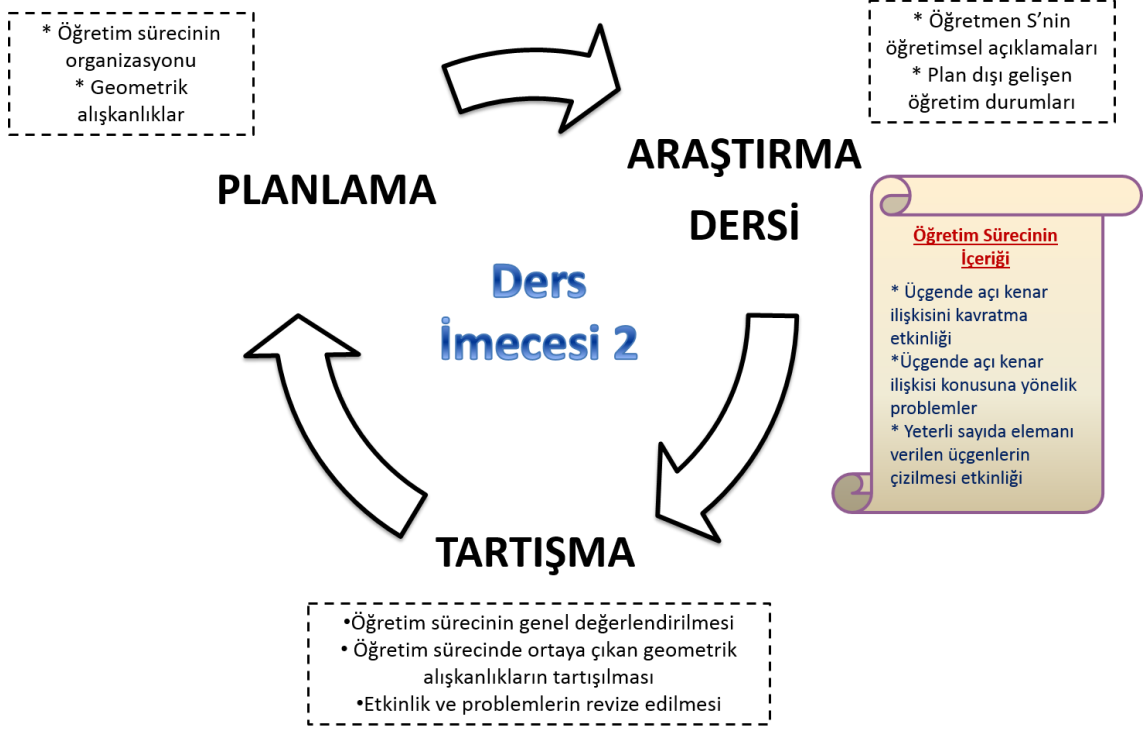 * Öğretim sürecinin
organizasyonu
* Geometrik
alışkanlıklar
* Öğretmen S’nin
öğretimsel açıklamaları
* Plan dışı gelişen
öğretim durumları
PLANLAMA
ARAŞTIRMA
DERSİ
Öğretim Sürecinin
İçeriği
* Üçgende açı kenar
ilişkisini kavratma
etkinliği
*Üçgende açı kenar
ilişkisi konusuna yönelik
problemler
* Yeterli sayıda elemanı
verilen üçgenlerin
çizilmesi etkinliği
Ders
İmecesi 2
TARTIŞMA
•Öğretim sürecinin genel değerlendirilmesi
• Öğretim sürecinde ortaya çıkan geometrik
alışkanlıkların tartışılması
•Etkinlik ve problemlerin revize edilmesi